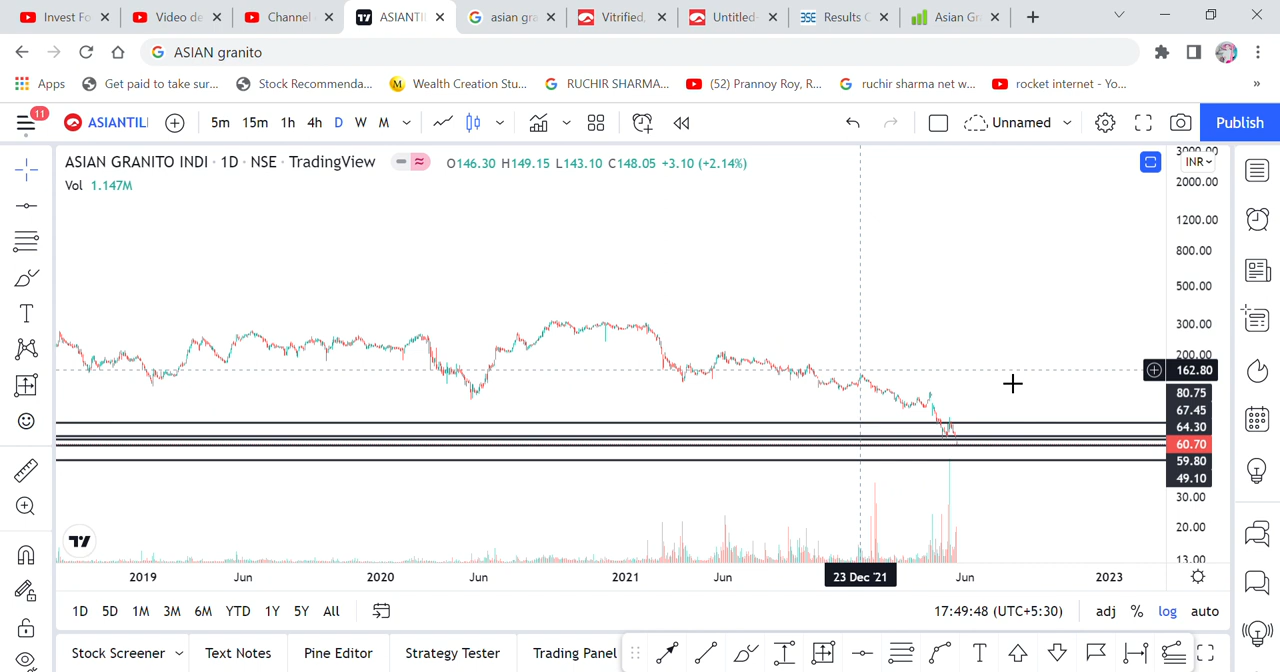 Invest Fo
Video de
Channel
ASIANTI
asian gra
Vitrified,
Untitled-
Results C
Asian Gr
ASIAN granito
Apps
Get paid to take sur...
Stock Recommenda...
Wealth Creation Stu...
RUCHIR SHARMA...
(52) Prannoy Roy, R...
ruchir sharma net w...
rocket internet - Yo...
»
11
ASIANTIL
5m 15m 1h 4h D W M
Unnamed
Publish
ASIAN GRANITO INDI · 1D · NSE · TradingView
O146.30 H149.15 L143.10 C148.05 +3.10 (+2.14%)
INR
Vol 1.147M
3000.00
2000.00
1200.00
800.00
500.00
300.00
200.00
162.80
80.75
67.45
64.30
60.70
59.80
49.10
30.00
20.00
13.00
2019 Jun 2020 Jun 2021 Jun 23 Dec '21 Jun 2023
1D 5D 1M 3M 6M YTD 1Y 5Y All
17:49:48 (UTC+5:30)
adj % log auto
Stock Screener
Text Notes
Pine Editor
Strategy Tester
Trading Panel